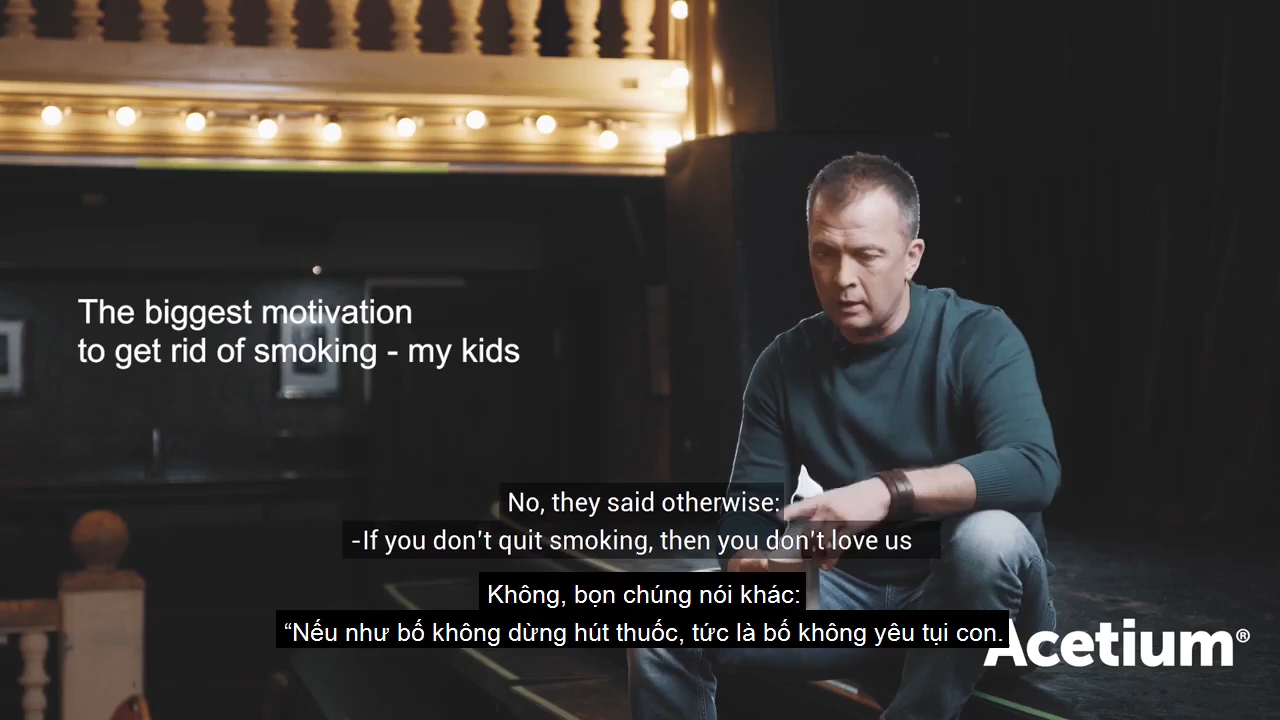 The biggest motivation
to get rid of smoking - my kids
No, they said otherwise:
-If you don't quit smoking, then you don't love us
Không, bọn chúng nói khác:
“Nếu như bố không dừng hút thuốc, tức là bố không yêu tụi con.
Acetium®